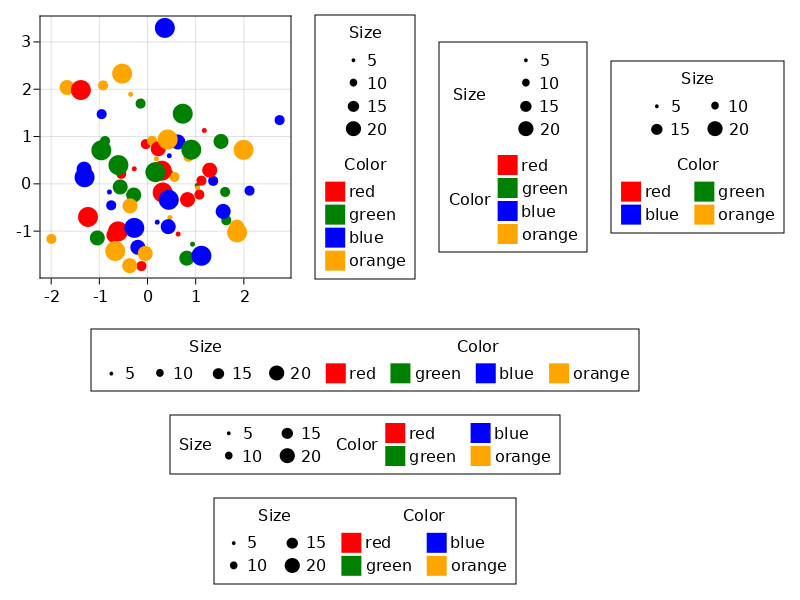 3
2
1
0
-1
-2 -1 0 1 2
Size
5
10
15
20
Color
red
green
blue
orange
Size
5
10
15
20
Color
red
green
blue
orange
Size
5 10
15 20
Color
red green
blue orange
Size Color
5 10 15 20 red green blue orange
Size 5 15 Color red blue
10 20 green orange
Size Color
5 15 red blue
10 20 green orange